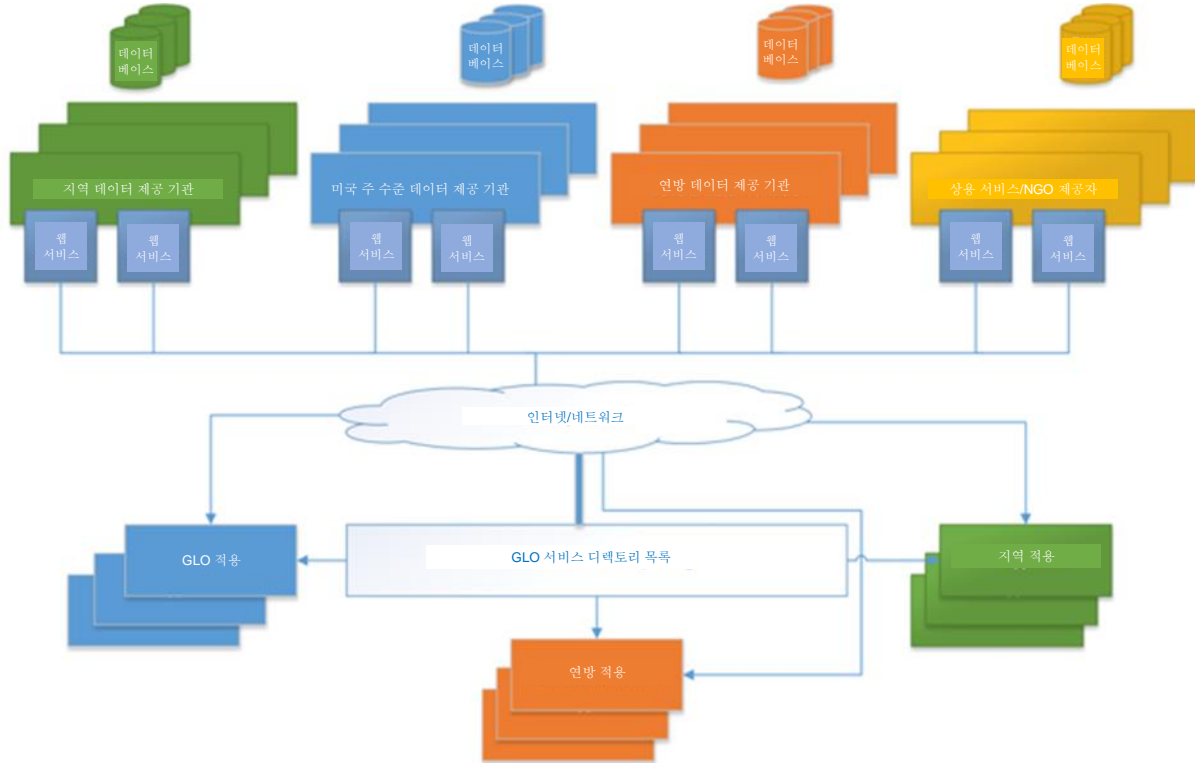 데이터
베이스
데이터
베이스
데이터
베이스
데이터
베이스
지역 데이터 제공 기관
미국 주 수준 데이터 제공 기관
연방 데이터 제공 기관
상용 서비스/NGO 제공자
웹
서비스
웹
서비스
웹
서비스
웹
서비스
웹
서비스
웹
서비스
웹
서비스
웹
서비스
인터넷/네트워크
GLO 적용
GLO 서비스 디렉토리 목록
지역 적용
연방 적용